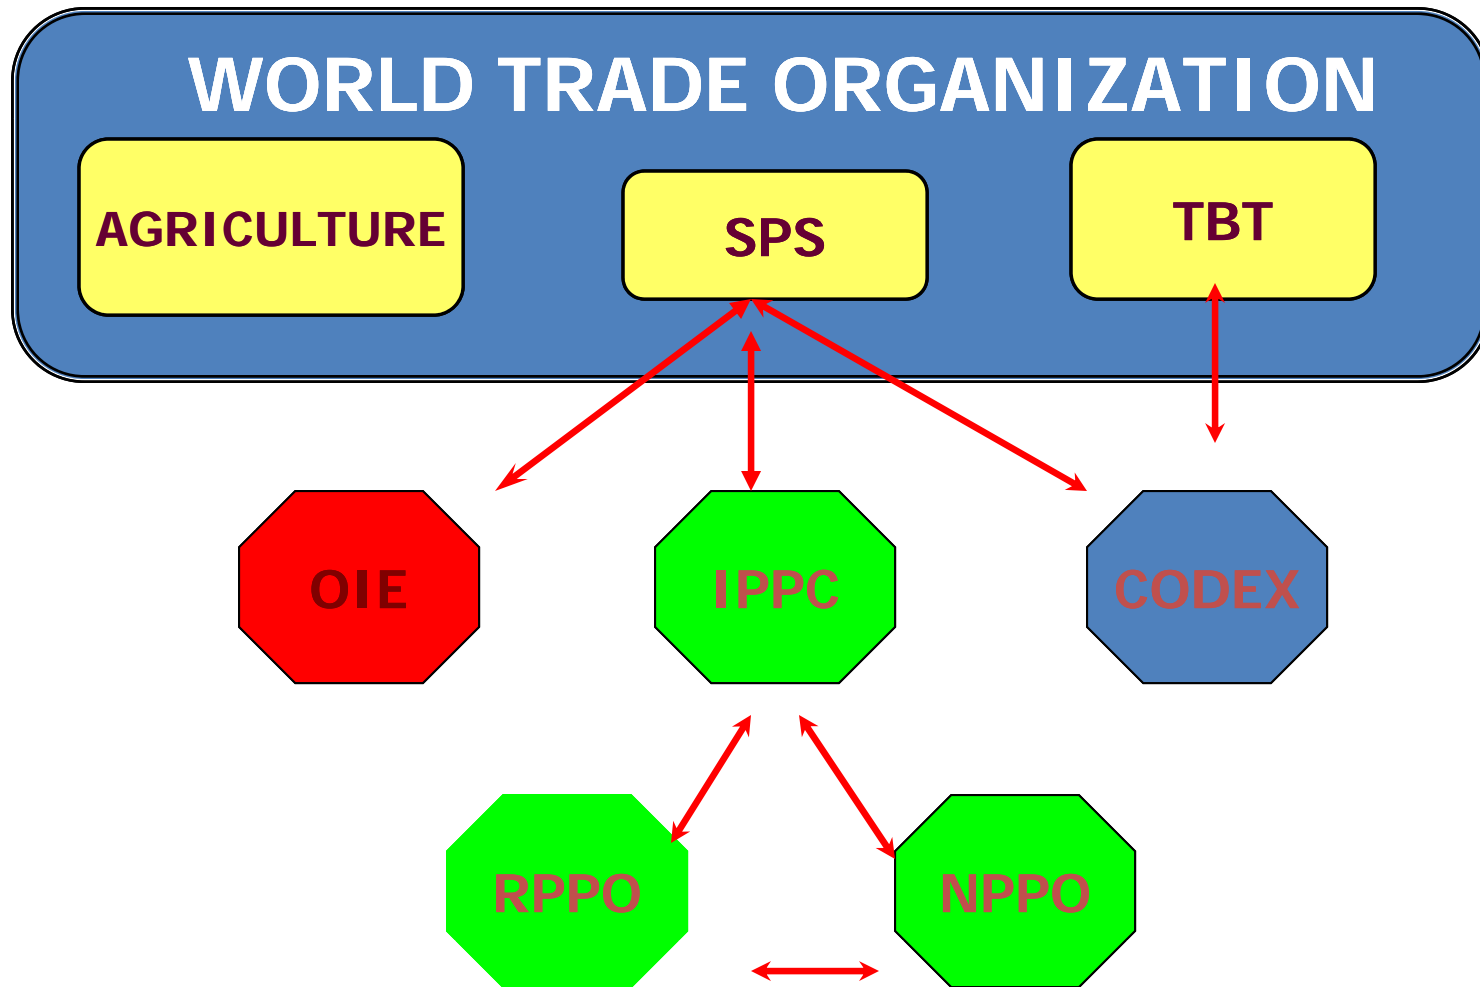 WORLD TRADE ORGANIZATION
AGRICULTURE
SPS
TBT
OIE
IPPC
CODEX
RPPO
NPPO